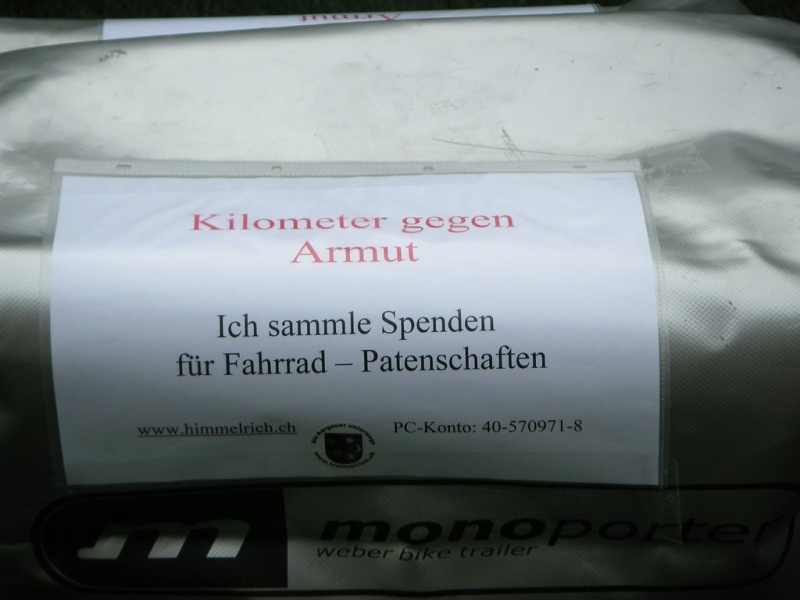 Armut
Kilometer gegen
Armut
Ich sammle Spenden
für Fahrrad – Patenschaften
www.himmelrich.ch
PC-Konto: 40-570971-8
m monoporter
weber bike trailer